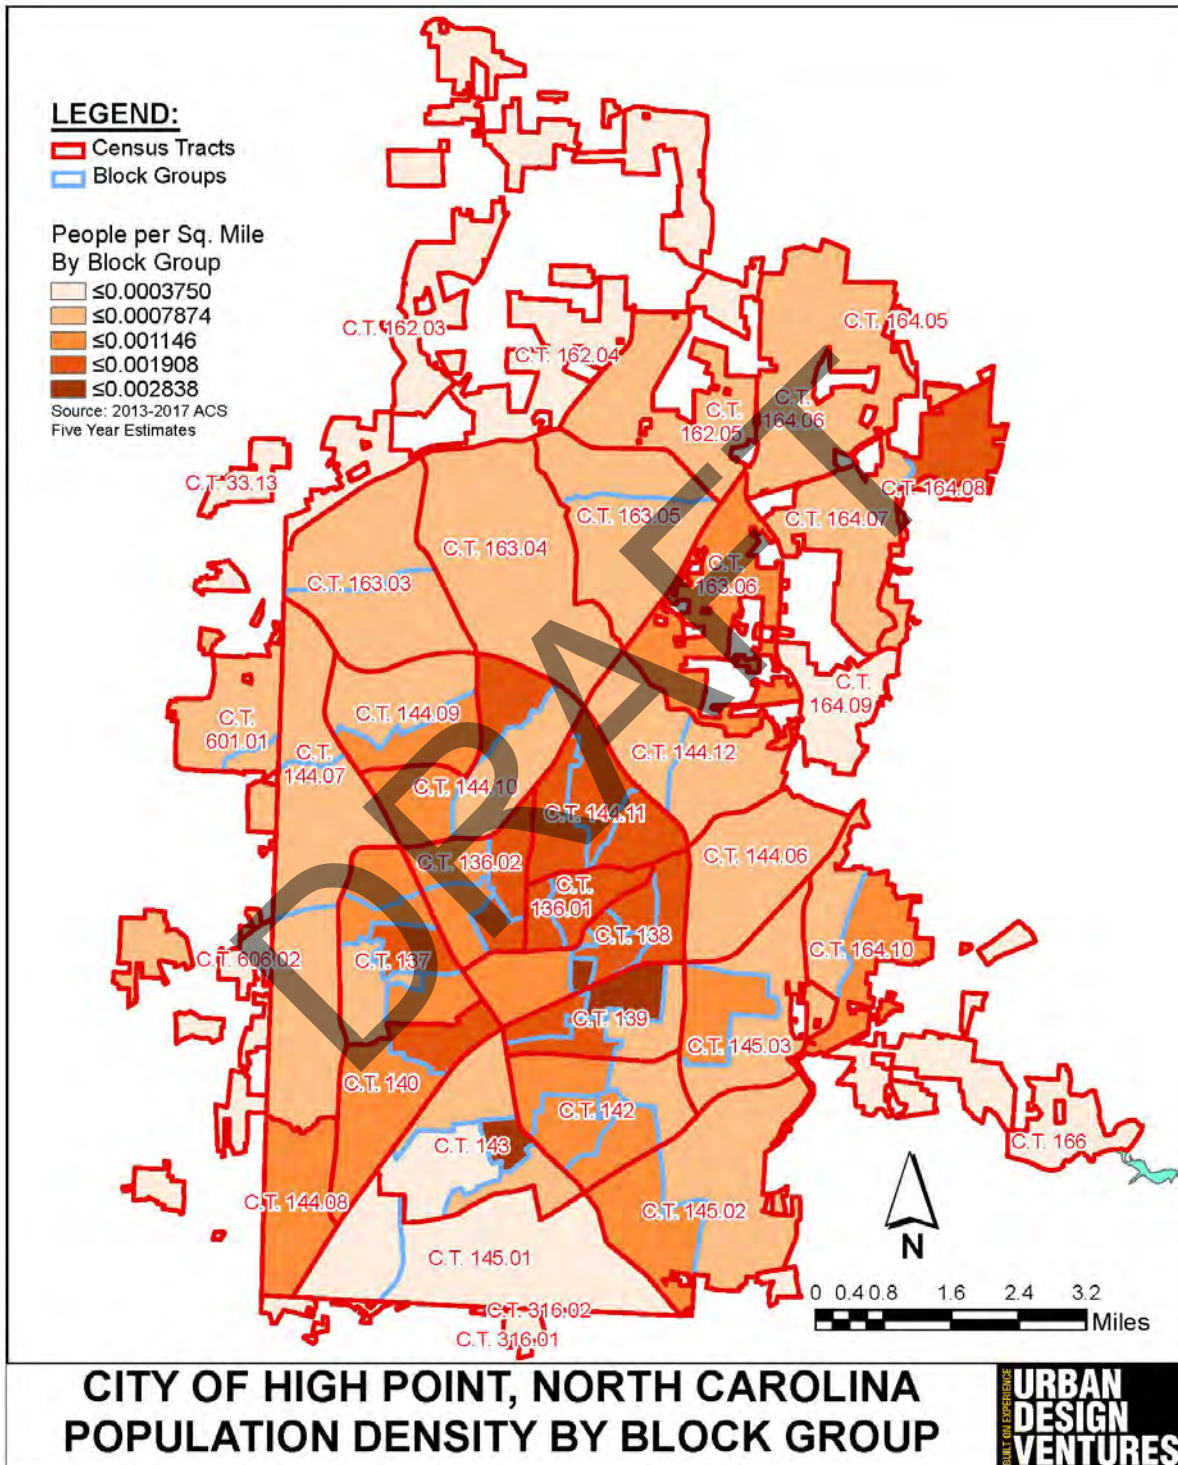 LEGEND:
Census Tracts
Block Groups
People per Sq. Mile
By Block Group
≤0.0003750
≤0.0007874
≤0.001146
≤0.001908
≤0.002838
Source: 2013-2017 ACS
Five Year Estimates
C.T. 162.03
C.T. 162.04
C.T. 164.05
C.T.
162.05
C.T.
164.06
C.T. 33.13
C.T. 164.08
C.T. 163.05
C.T. 164.07
C.T. 163.04
C.T. 163.03
C.T.
163.06
C.T.
164.09
C.T. 144.09
C.T.
601.01
C.T.
144.07
C.T. 144.12
C.T. 144.10
C.T. 144.11
C.T. 136.02
C.T. 144.06
C.T.
136.01
C.T. 138
C.T. 164.10
C.T. 606.02
C.T. 137
C.T. 139
C.T. 145.03
C.T. 140
C.T. 142
C.T. 143
C.T. 166
C.T. 144.08
C.T. 145.02
C.T. 145.01
C.T. 316.02
C.T. 316.01
DRAFT
N
0 0.4 0.8 1.6 2.4 3.2
Miles
CITY OF HIGH POINT, NORTH CAROLINA
POPULATION DENSITY BY BLOCK GROUP
BUILT ON EXPERIENCE
URBAN
DESIGN
VENTURES